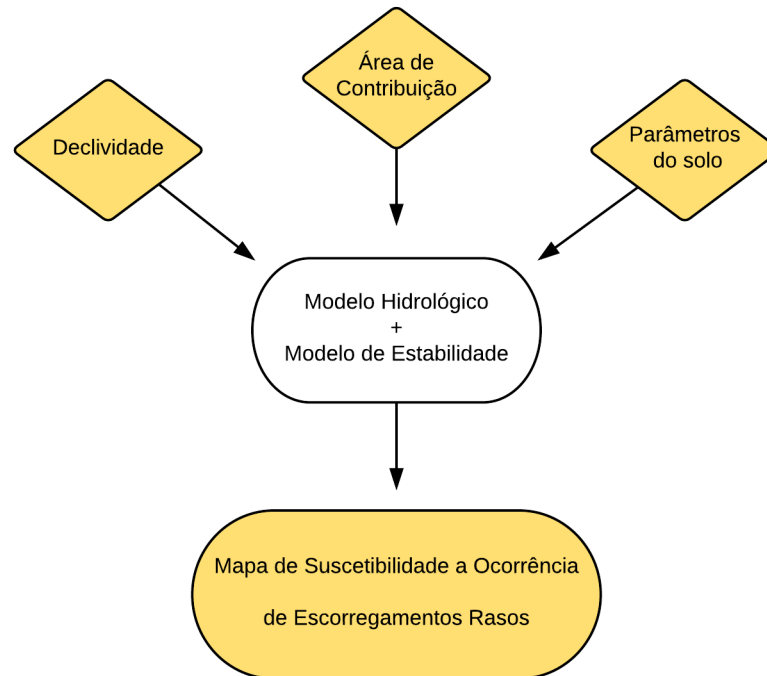 Área de
Contribuição
Declividade
Parâmetros
do solo
Modelo Hidrológico
+
Modelo de Estabilidade
Mapa de Suscetibilidade a Ocorrência
de Escorregamentos Rasos